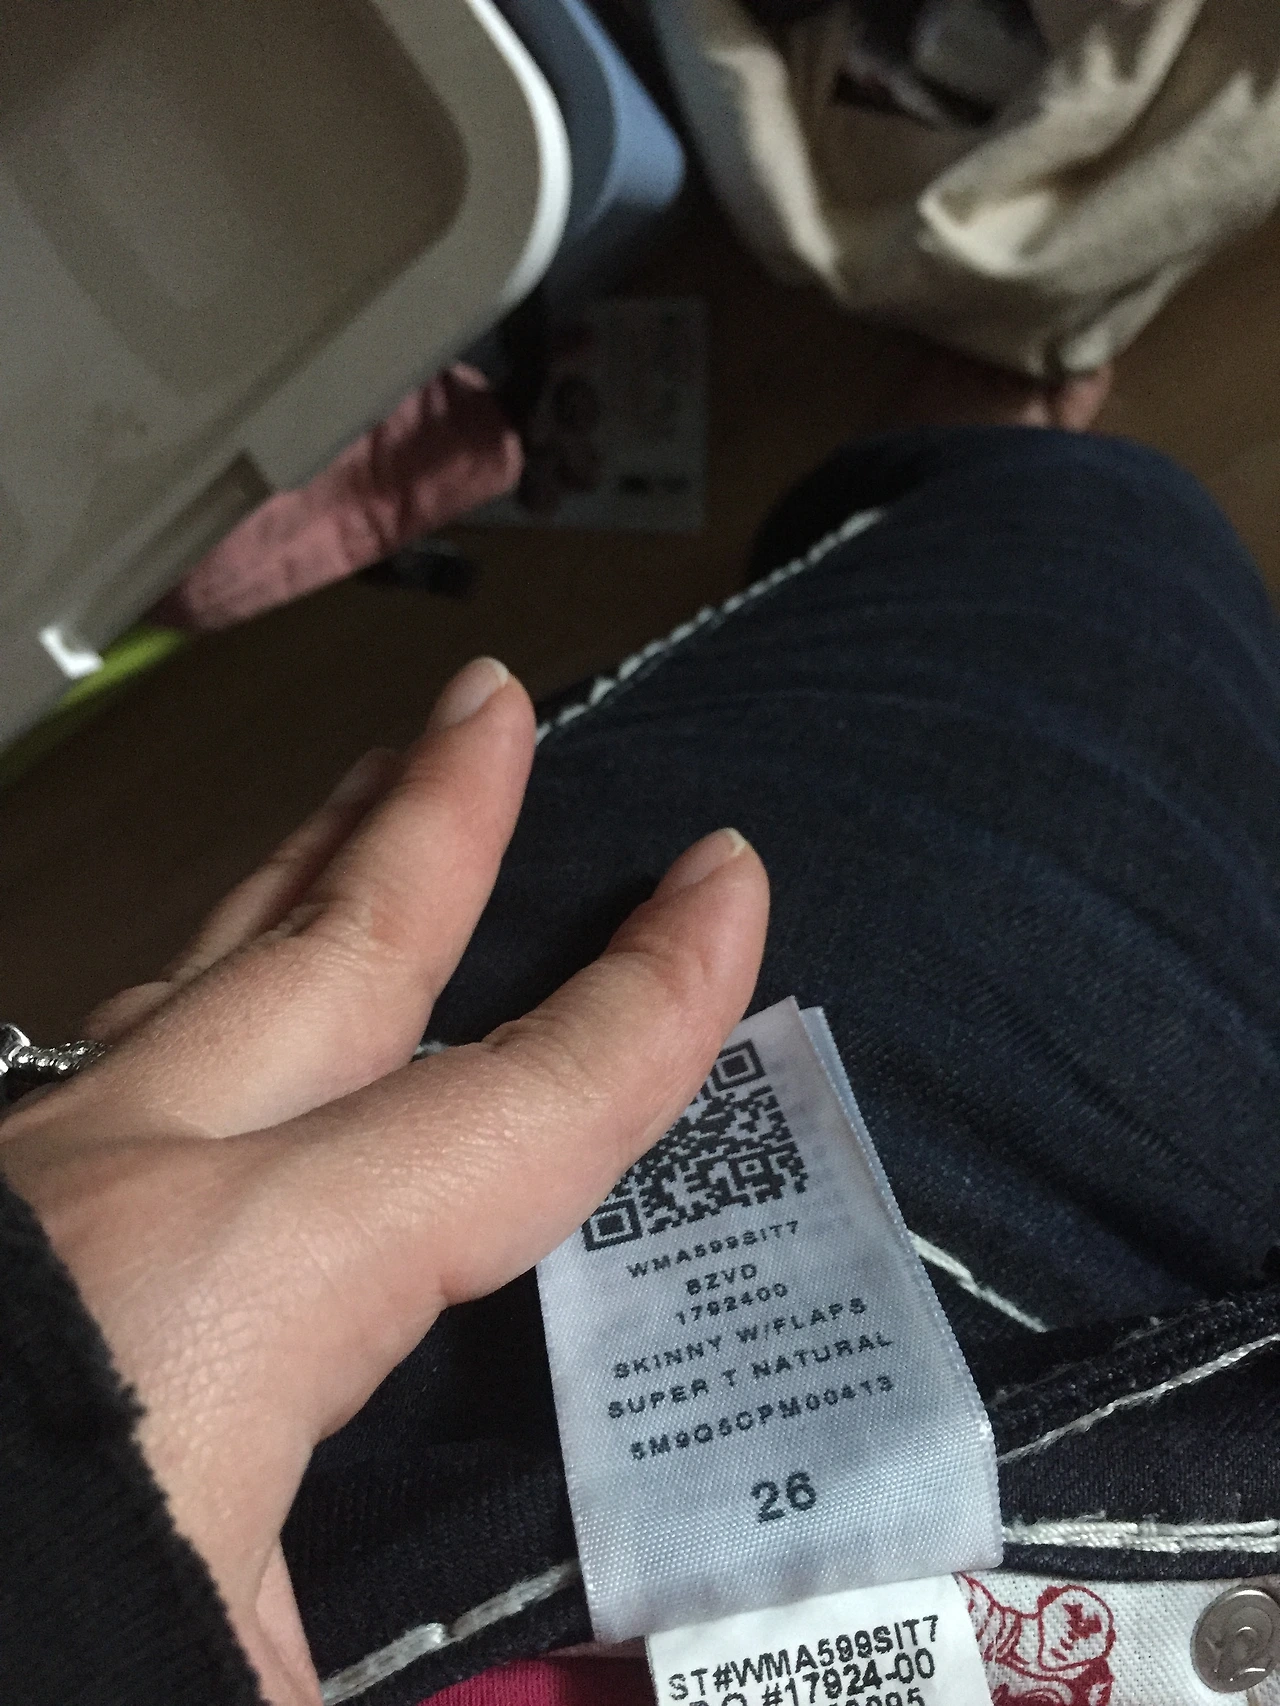 WMA599SIT7
BZVD
1792400
SKINNY W/FLAPS
SUPER T NATURAL
5M9Q5CPM00413
26
ST#WMA599SIT7
#17924-00